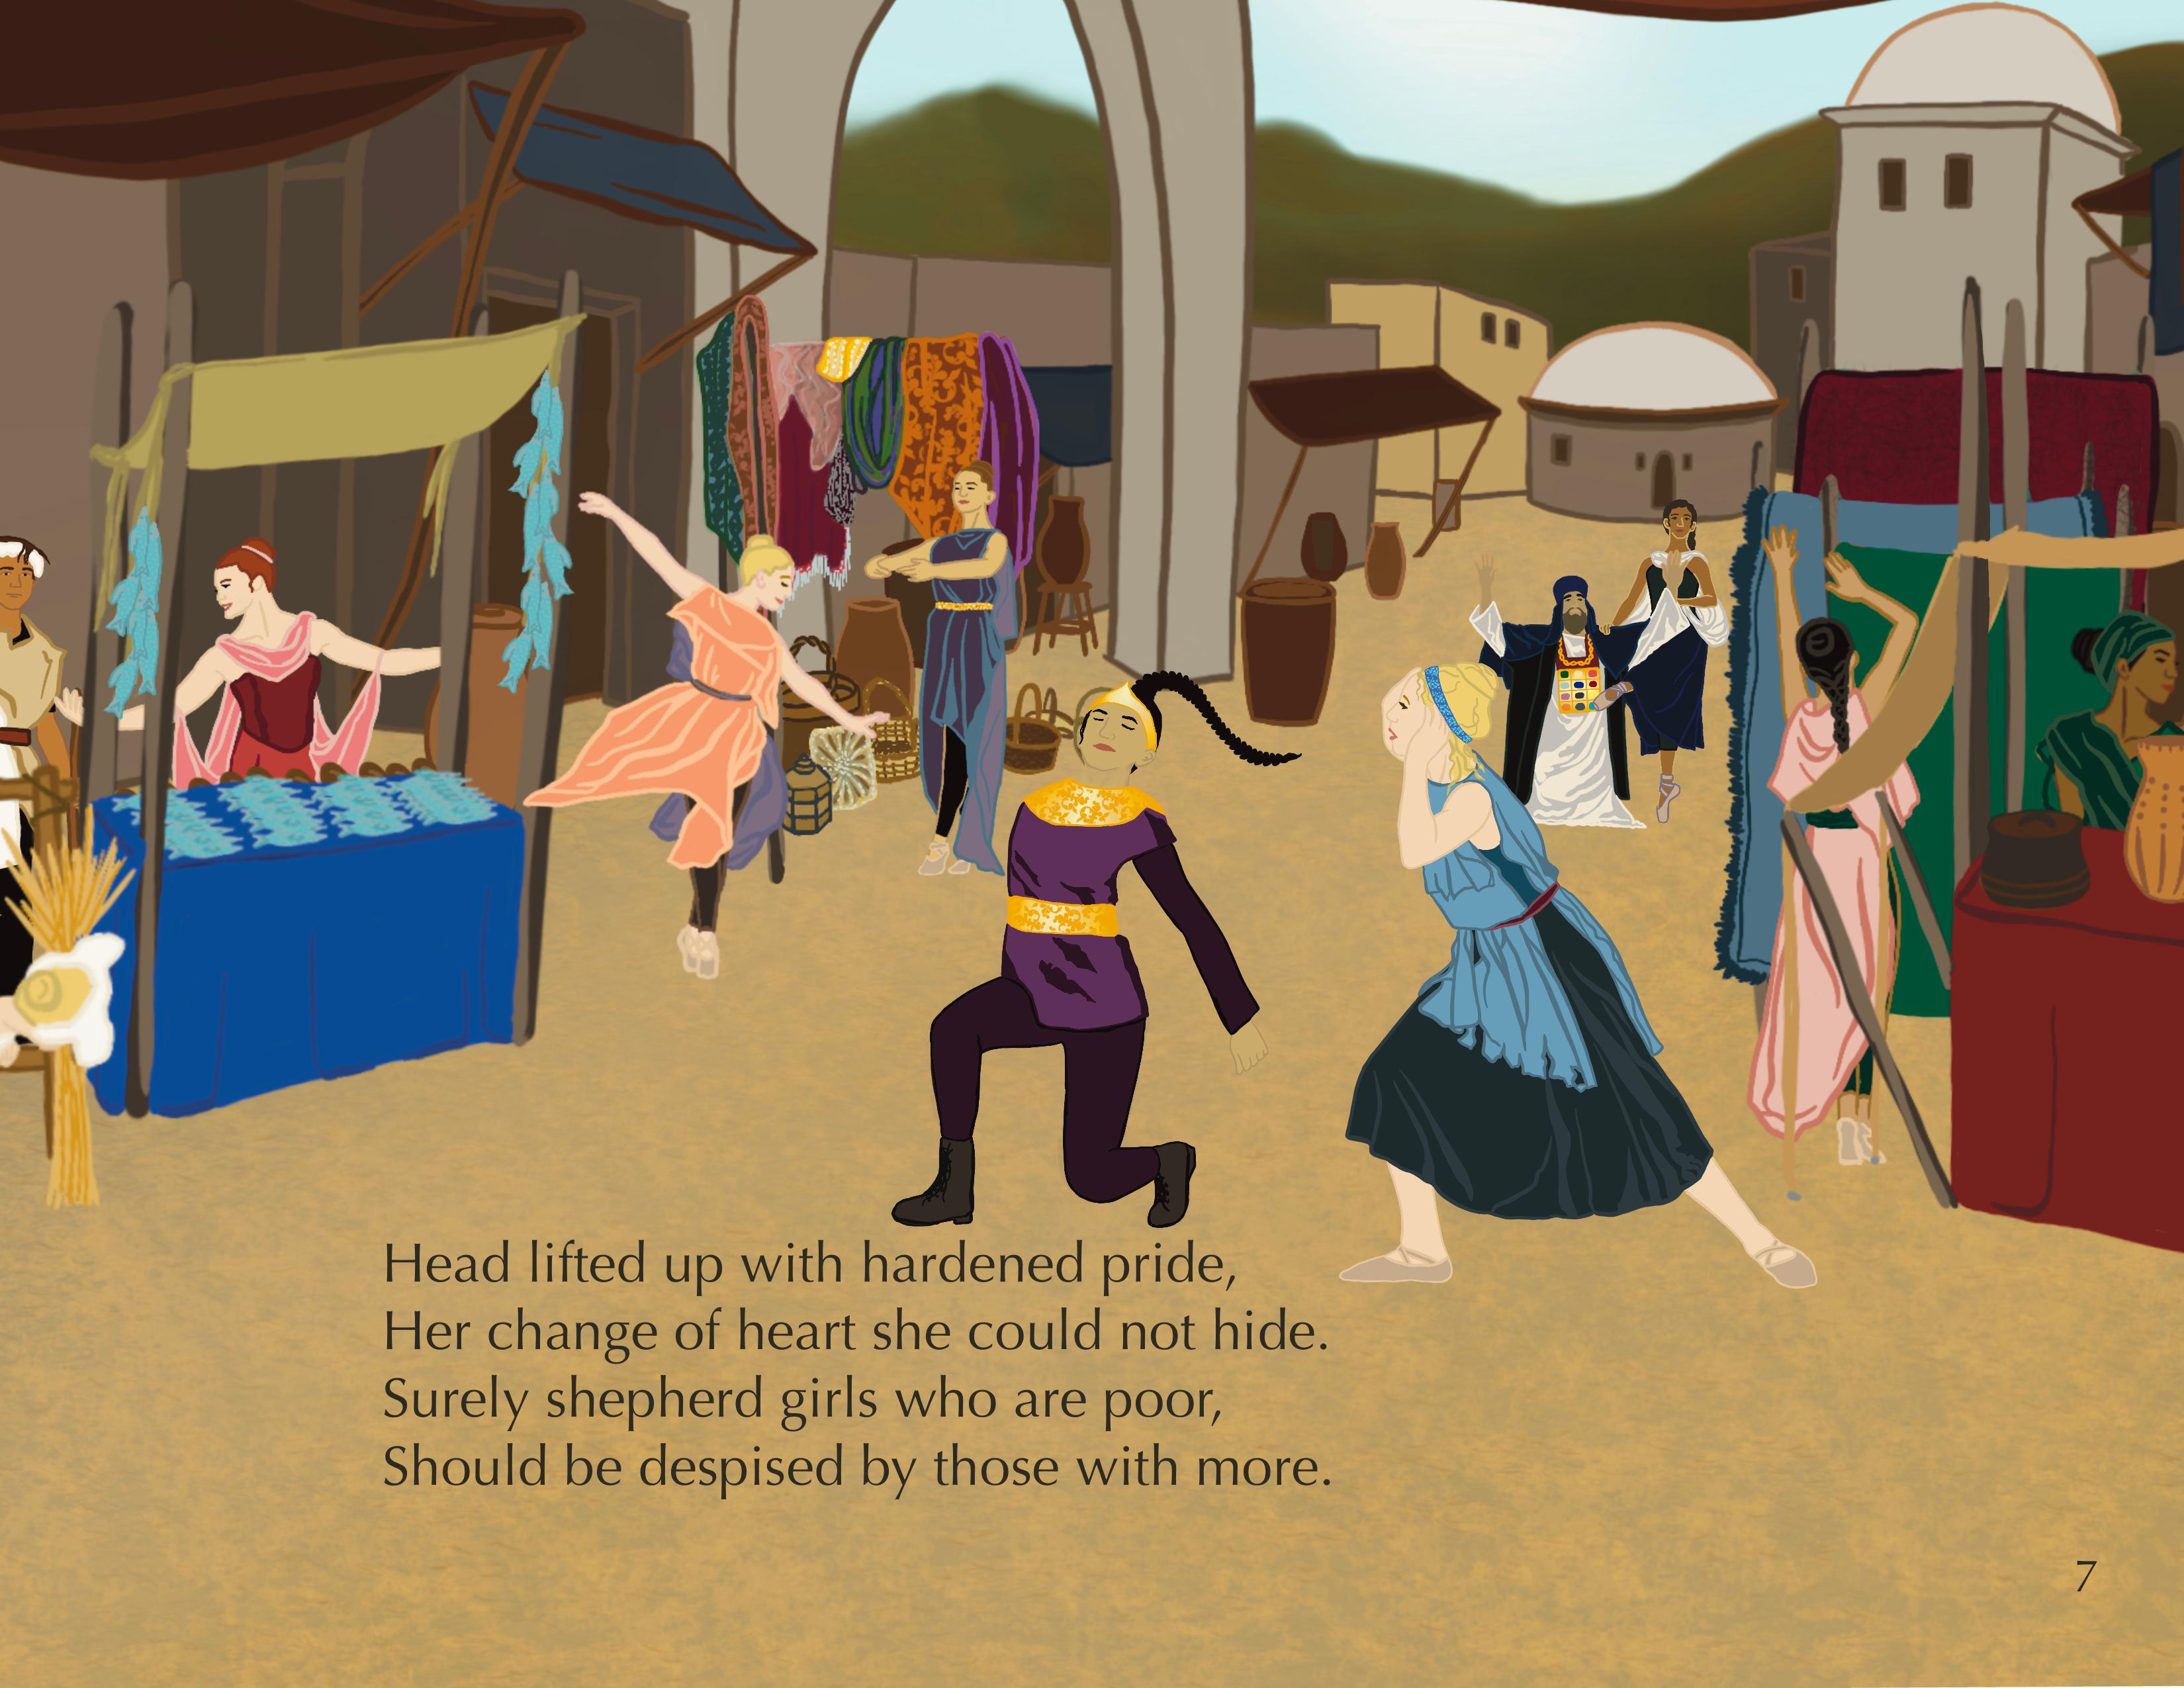 Head lifted up with hardened pride,
Her change of heart she could not hide.
Surely shepherd girls who are poor,
Should be despised by those with more.
7